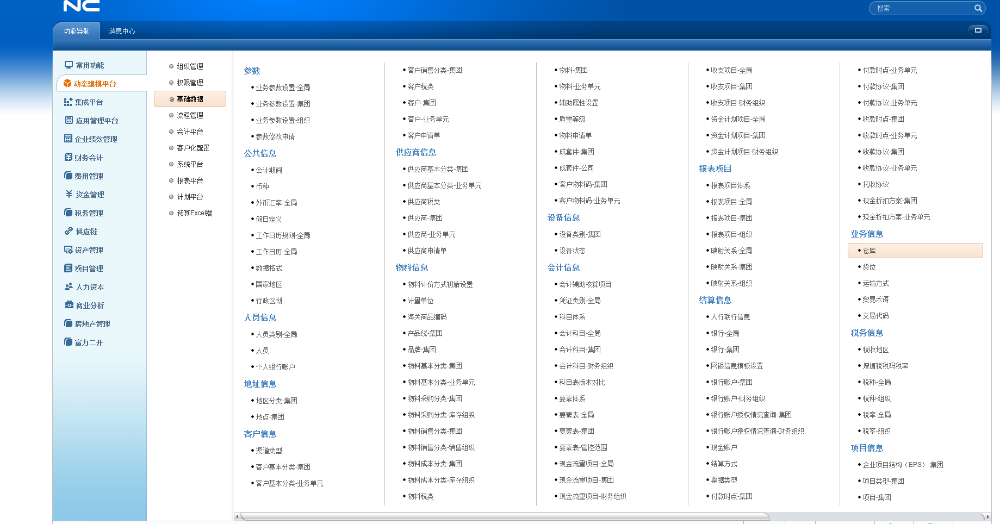 NC
搜索
功能导航
消息中心
常用功能
动态建模平台
集成平台
应用管理平台
企业绩效管理
财务会计
费用管理
资金管理
税务管理
供应链
资产管理
项目管理
人力资本
商业分析
房地产管理
富力二开
组织管理
权限管理
基础数据
流程管理
会计平台
客户化配置
系统平台
报表平台
计划平台
预算Excel端
参数
业务参数设置-全局
业务参数设置-集团
业务参数设置-组织
参数修改申请
公共信息
会计期间
币种
外币汇率-全局
假日定义
工作日历规则-全局
工作日历-全局
数据格式
国家地区
行政区划
人员信息
人员类别-全局
人员
个人银行账户
地址信息
地区分类-集团
地点-集团
客户信息
渠道类型
客户基本分类-集团
客户基本分类-业务单元
客户销售分类-集团
客户税类
客户-集团
客户-业务单元
客户申请单
供应商信息
供应商基本分类-集团
供应商基本分类-业务单元
供应商税类
供应商-集团
供应商-业务单元
供应商申请单
物料信息
物料计价方式初始设置
计量单位
海关商品编码
产品线-集团
品牌-集团
物料基本分类-集团
物料基本分类-业务单元
物料采购分类-集团
物料采购分类-库存组织
物料销售分类-集团
物料销售分类-销售组织
物料成本分类-集团
物料成本分类-库存组织
物料税类
物料-集团
物料-业务单元
辅助属性设置
质量等级
物料申请单
成套件-集团
成套件-公司
客户物料码-集团
客户物料码-业务单元
设备信息
设备类别-集团
设备状态
会计信息
会计辅助核算项目
凭证类别-全局
科目体系
会计科目-全局
会计科目-集团
会计科目-财务组织
科目表版本对比
要素体系
要素表-全局
要素表-集团
要素表-管控范围
现金流量项目-全局
现金流量项目-集团
现金流量项目-财务组织
收支项目-全局
收支项目-集团
收支项目-财务组织
资金计划项目-全局
资金计划项目-集团
资金计划项目-财务组织
报表项目
报表项目体系
报表项目-全局
报表项目-集团
报表项目-组织
映射关系-全局
映射关系-集团
映射关系-组织
结算信息
人行联行信息
银行-全局
银行-集团
网银信息模板设置
银行账户-集团
银行账户-财务组织
银行账户授权情况查询-集团
银行账户授权情况查询-财务组织
现金账户
结算方式
票据类型
付款时点-集团
付款时点-业务单元
付款协议-集团
付款协议-业务单元
收款时点-集团
收款时点-业务单元
收款协议-集团
收款协议-业务单元
托收协议
现金折扣方案-集团
现金折扣方案-业务单元
业务信息
仓库
货位
运输方式
贸易术语
交易代码
税务信息
税收地区
增值税税码税率
税种-全局
税种-组织
税率-全局
税率-组织
项目信息
企业项目结构（EPS）-集团
项目类型-集团
项目-集团